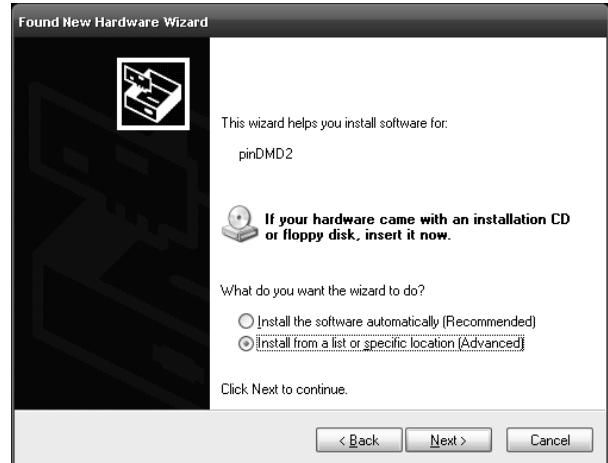 Found New Hardware Wizard
This wizard helps you install software for:
pinDMD2
If your hardware came with an installation CD
or floppy disk, insert it now.
What do you want the wizard to do?
Install the software automatically (Recommended)
Install from a list or specific location (Advanced)
Click Next to continue.
< Back
Next >
Cancel